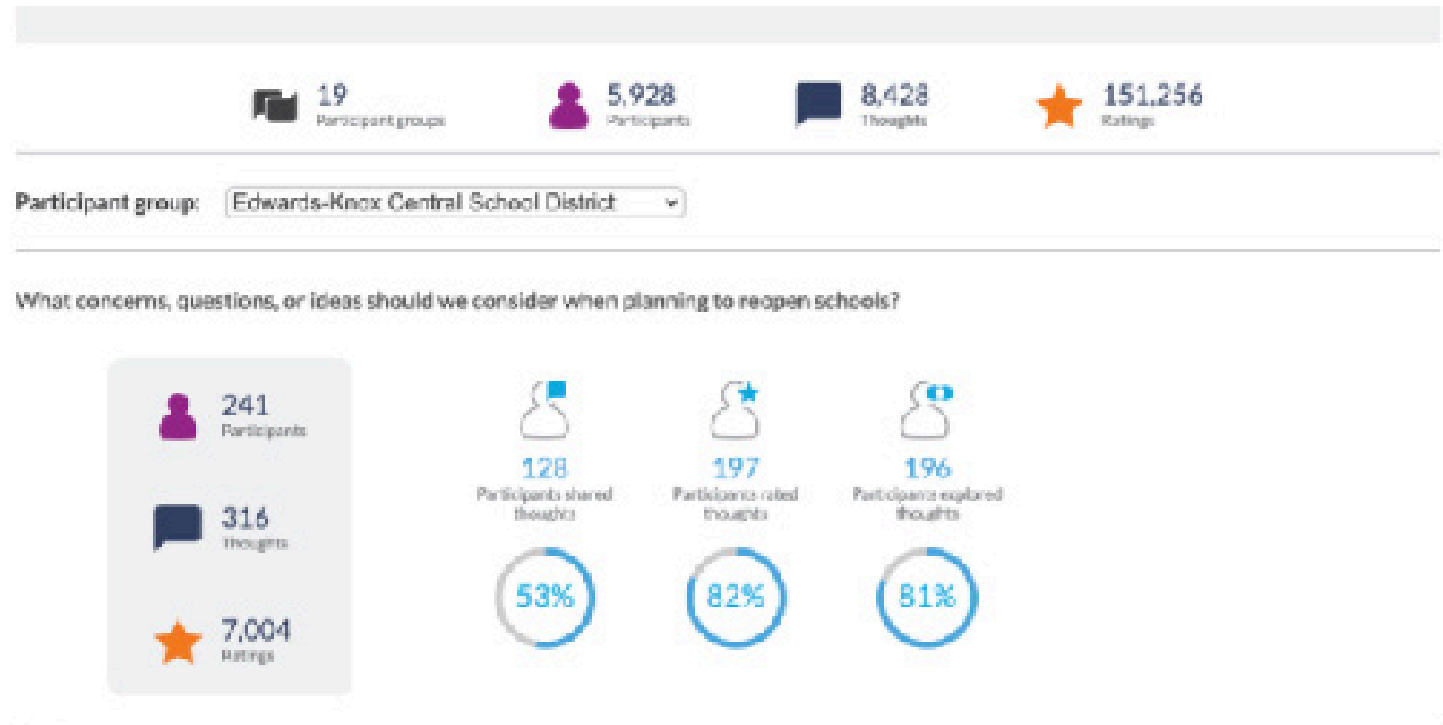 19
Participant groups
5,928
Participants
8,428
Thoughts
151,256
Ratings
Participant group: Edwards-Knox Central School District
What concerns, questions, or ideas should we consider when planning to reopen schools?
241
Participants
316
Thoughts
7,004
Ratings
128
Participants shared
thoughts
53%
197
Participants rated
thoughts
82%
196
Participants explored
thoughts
81%